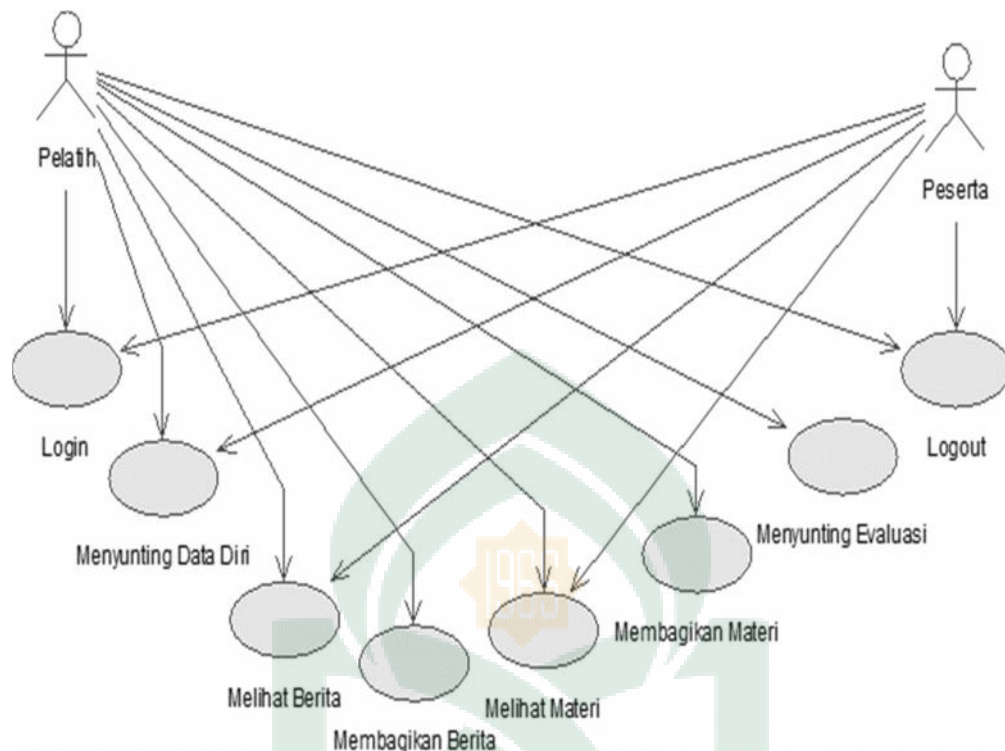 Pelatih
Peserta
Login
Logout
Menyunting Data Diri
Menyunting Evaluasi
Melihat Berita
Membagikan Berita
Melihat Materi
Membagikan Materi